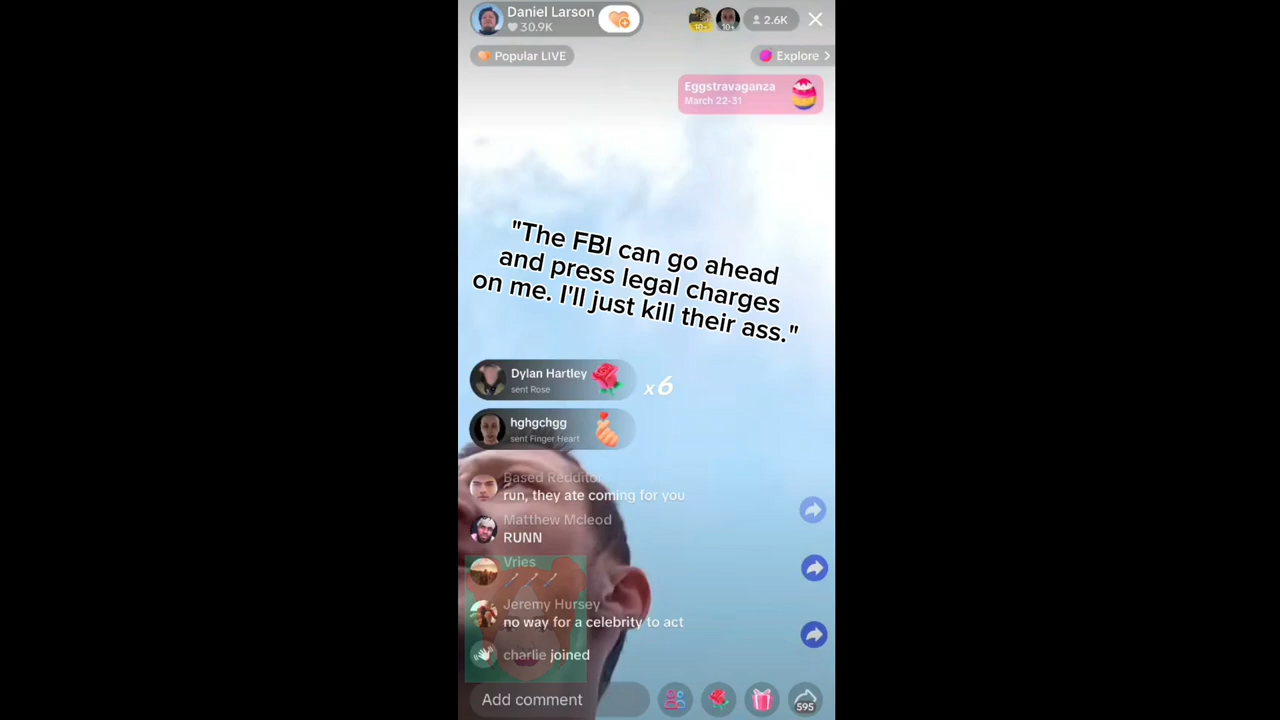 Daniel Larson
30.9K
10+
10+
2.6K
Popular LIVE
Explore
Eggstravaganza
March 22-31
"The FBI can go ahead
and press legal charges
on me. I'll just kill their ass."
Dylan Hartley
sent Rose
x6
hghgchgg
sent Finger Heart
Based Redditor
run, they ate coming for you
Matthew Mcleod
RUNN
Vries
Jeremy Hursey
no way for a celebrity to act
charlie joined
Add comment
595